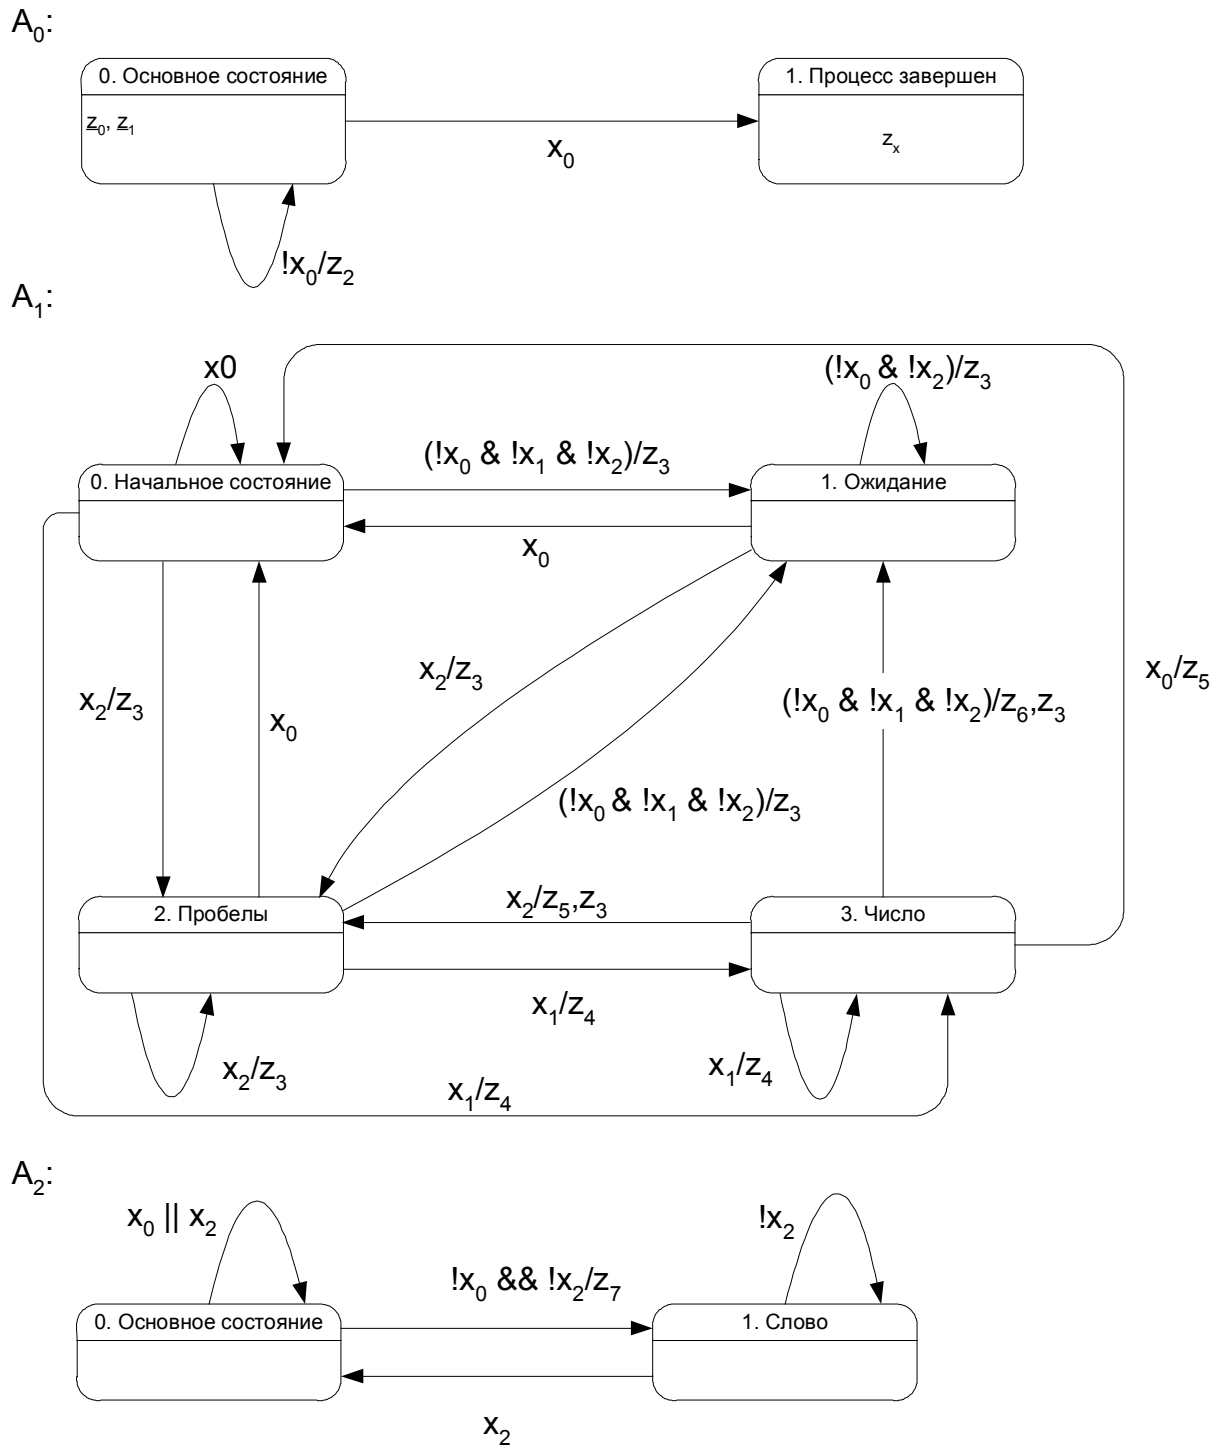 A₀:
0. Основное состояние
1. Процесс завершен
z₀, z₁
zₓ
x₀
!x₀/z₂
A₁:
x0
(!x₀ & !x₂)/z₃
(!x₀ & !x₁ & !x₂)/z₃
0. Начальное состояние
1. Ожидание
x₀
x₂/z₃
x₀/z₅
x₂/z₃
(!x₀ & !x₁ & !x₂)/z₆,z₃
x₀
(!x₀ & !x₁ & !x₂)/z₃
x₂/z₅,z₃
2. Пробелы
3. Число
x₁/z₄
x₂/z₃
x₁/z₄
x₁/z₄
A₂:
x₀ || x₂
!x₂
!x₀ && !x₂/z₇
0. Основное состояние
1. Слово
x₂